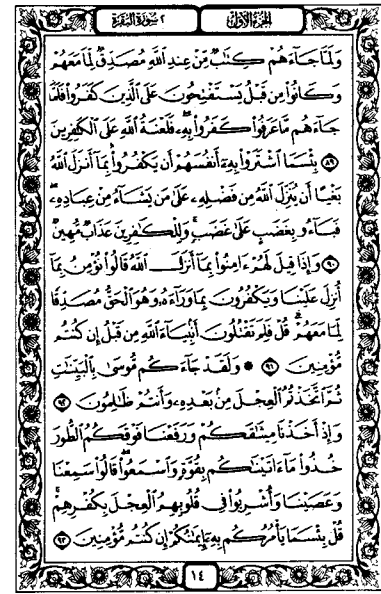 الجزء الأول
٢ سورة البقرة
وَلَمَّا جَآءَهُمْ كِتَٰبٌ مِّنْ عِندِ ٱللَّهِ مُصَدِّقٌ لِّمَا مَعَهُمْ
وَكَانُوا۟ مِن قَبْلُ يَسْتَفْتِحُونَ عَلَى ٱلَّذِينَ كَفَرُوا۟ فَلَمَّا
جَآءَهُم مَّا عَرَفُوا۟ كَفَرُوا۟ بِهِۦ ۚ فَلَعْنَةُ ٱللَّهِ عَلَى ٱلْكَٰفِرِينَ
٨٩ بِئْسَمَا ٱشْتَرَوْا۟ بِهِۦٓ أَنفُسَهُمْ أَن يَكْفُرُوا۟ بِمَآ أَنزَلَ ٱللَّهُ
بَغْيًا أَن يُنَزِّلَ ٱللَّهُ مِن فَضْلِهِۦ عَلَىٰ مَن يَشَآءُ مِنْ عِبَادِهِۦ ۖ
فَبَآءُو بِغَضَبٍ عَلَىٰ غَضَبٍ ۚ وَلِلْكَٰفِرِينَ عَذَابٌ مُّهِينٌ
٩٠ وَإِذَا قِيلَ لَهُمْ ءَامِنُوا۟ بِمَآ أَنزَلَ ٱللَّهُ قَالُوا۟ نُؤْمِنُ بِمَآ
أُنزِلَ عَلَيْنَا وَيَكْفُرُونَ بِمَا وَرَآءَهُۥ وَهُوَ ٱلْحَقُّ مُصَدِّقًا
لِّمَا مَعَهُمْ ۗ قُلْ فَلِمَ تَقْتُلُونَ أَنۢبِيَآءَ ٱللَّهِ مِن قَبْلُ إِن كُنتُم
مُّؤْمِنِينَ ٩١ ۞ وَلَقَدْ جَآءَكُم مُّوسَىٰ بِٱلْبَيِّنَٰتِ
ثُمَّ ٱتَّخَذْتُمُ ٱلْعِجْلَ مِنۢ بَعْدِهِۦ وَأَنتُمْ ظَٰلِمُونَ ٩٢
وَإِذْ أَخَذْنَا مِيثَٰقَكُمْ وَرَفَعْنَا فَوْقَكُمُ ٱلطُّورَ
خُذُوا۟ مَآ ءَاتَيْنَٰكُم بِقُوَّةٍ وَٱسْمَعُوا۟ ۖ قَالُوا۟ سَمِعْنَا
وَعَصَيْنَا وَأُشْرِبُوا۟ فِى قُلُوبِهِمُ ٱلْعِجْلَ بِكُفْرِهِمْ ۚ
قُلْ بِئْسَمَا يَأْمُرُكُم بِهِۦٓ إِيمَٰنُكُمْ إِن كُنتُم مُّؤْمِنِينَ ٩٣
١٤